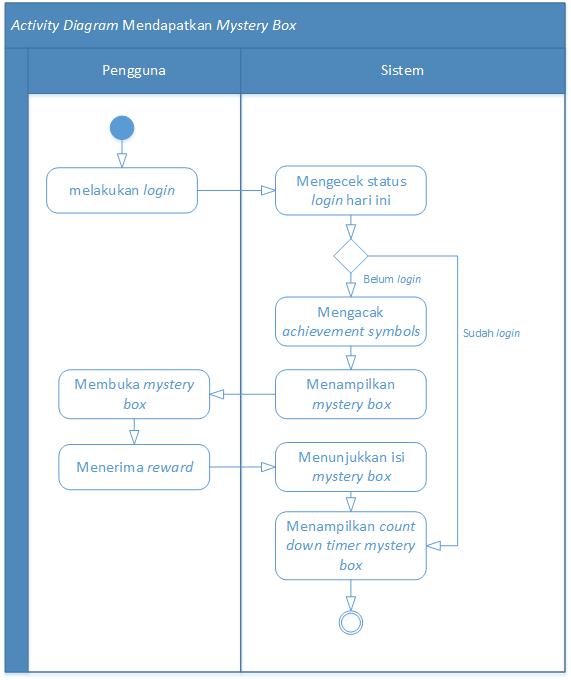 Activity Diagram Mendapatkan Mystery Box
Pengguna
Sistem
melakukan login
Mengecek status
login hari ini
Belum login
Sudah login
Mengacak
achievement symbols
Menampilkan
mystery box
Membuka mystery
box
Menerima reward
Menunjukkan isi
mystery box
Menampilkan count
down timer mystery
box